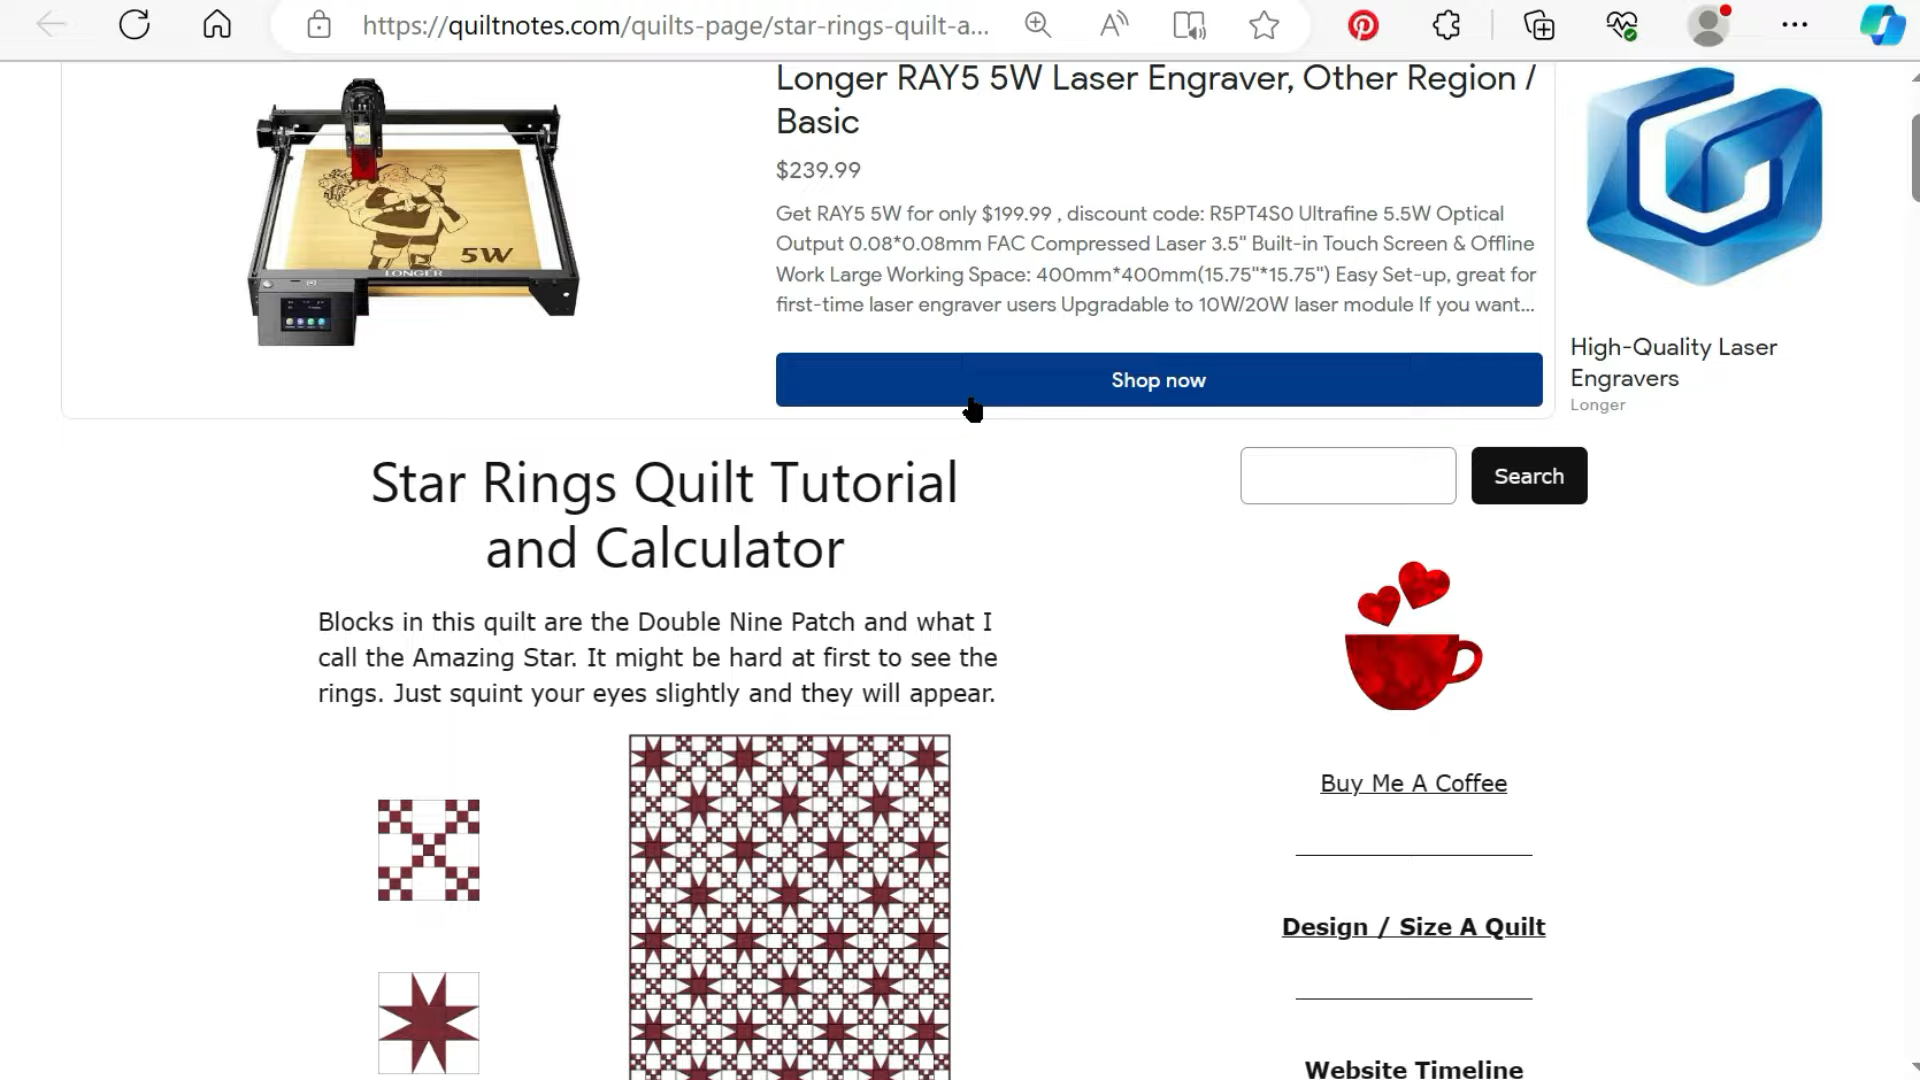 https://quiltnotes.com/quilts-page/star-rings-quilt-a...
Longer RAY5 5W Laser Engraver, Other Region /
Basic
$239.99
Get RAY5 5W for only $199.99 , discount code: R5PT4S0 Ultrafine 5.5W Optical
Output 0.08*0.08mm FAC Compressed Laser 3.5" Built-in Touch Screen & Offline
Work Large Working Space: 400mm*400mm(15.75"*15.75") Easy Set-up, great for
first-time laser engraver users Upgradable to 10W/20W laser module If you want...
Shop now
5W
LONGER
High-Quality Laser
Engravers
Longer
Star Rings Quilt Tutorial
and Calculator
Blocks in this quilt are the Double Nine Patch and what I
call the Amazing Star. It might be hard at first to see the
rings. Just squint your eyes slightly and they will appear.
Search
Buy Me A Coffee
Design / Size A Quilt
Website Timeline